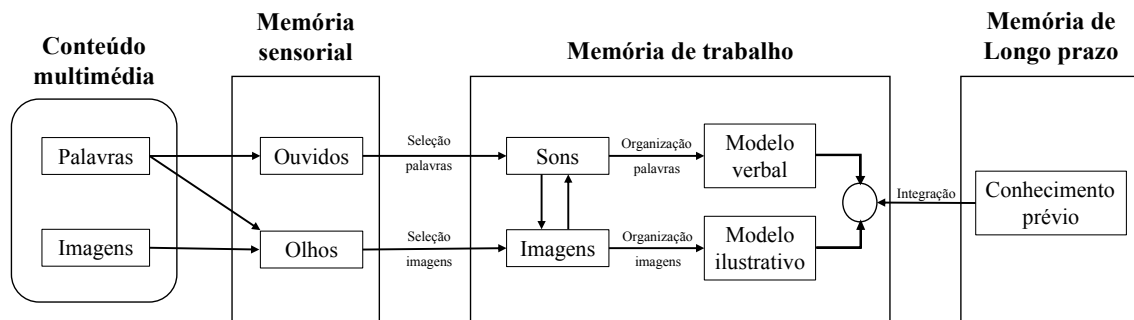 Conteúdo
multimédia
Memória
sensorial
Memória de trabalho
Memória de
Longo prazo
Palavras
Imagens
Ouvidos
Olhos
Seleção
palavras
Seleção
imagens
Sons
Imagens
Organização
palavras
Organização
imagens
Modelo
verbal
Modelo
ilustrativo
Integração
Conhecimento
prévio